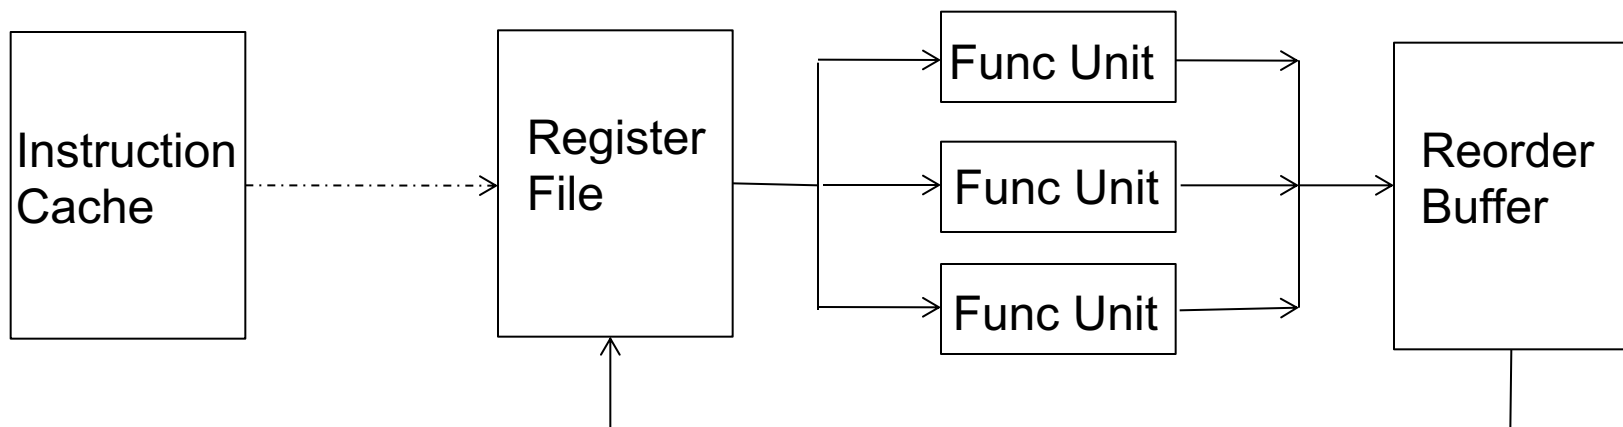 Instruction
Cache
Register
File
Func Unit
Func Unit
Func Unit
Reorder
Buffer